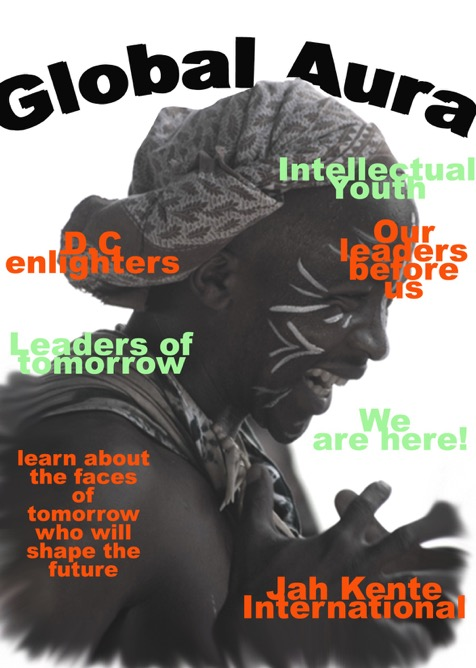 Global Aura
Intellectual
Youth
D.C
enlighters
Our
leaders
before
us
Leaders of
tomorrow
We
are here!
learn about
the faces
of
tomorrow
who will
shape the
future
Jah Kente
International